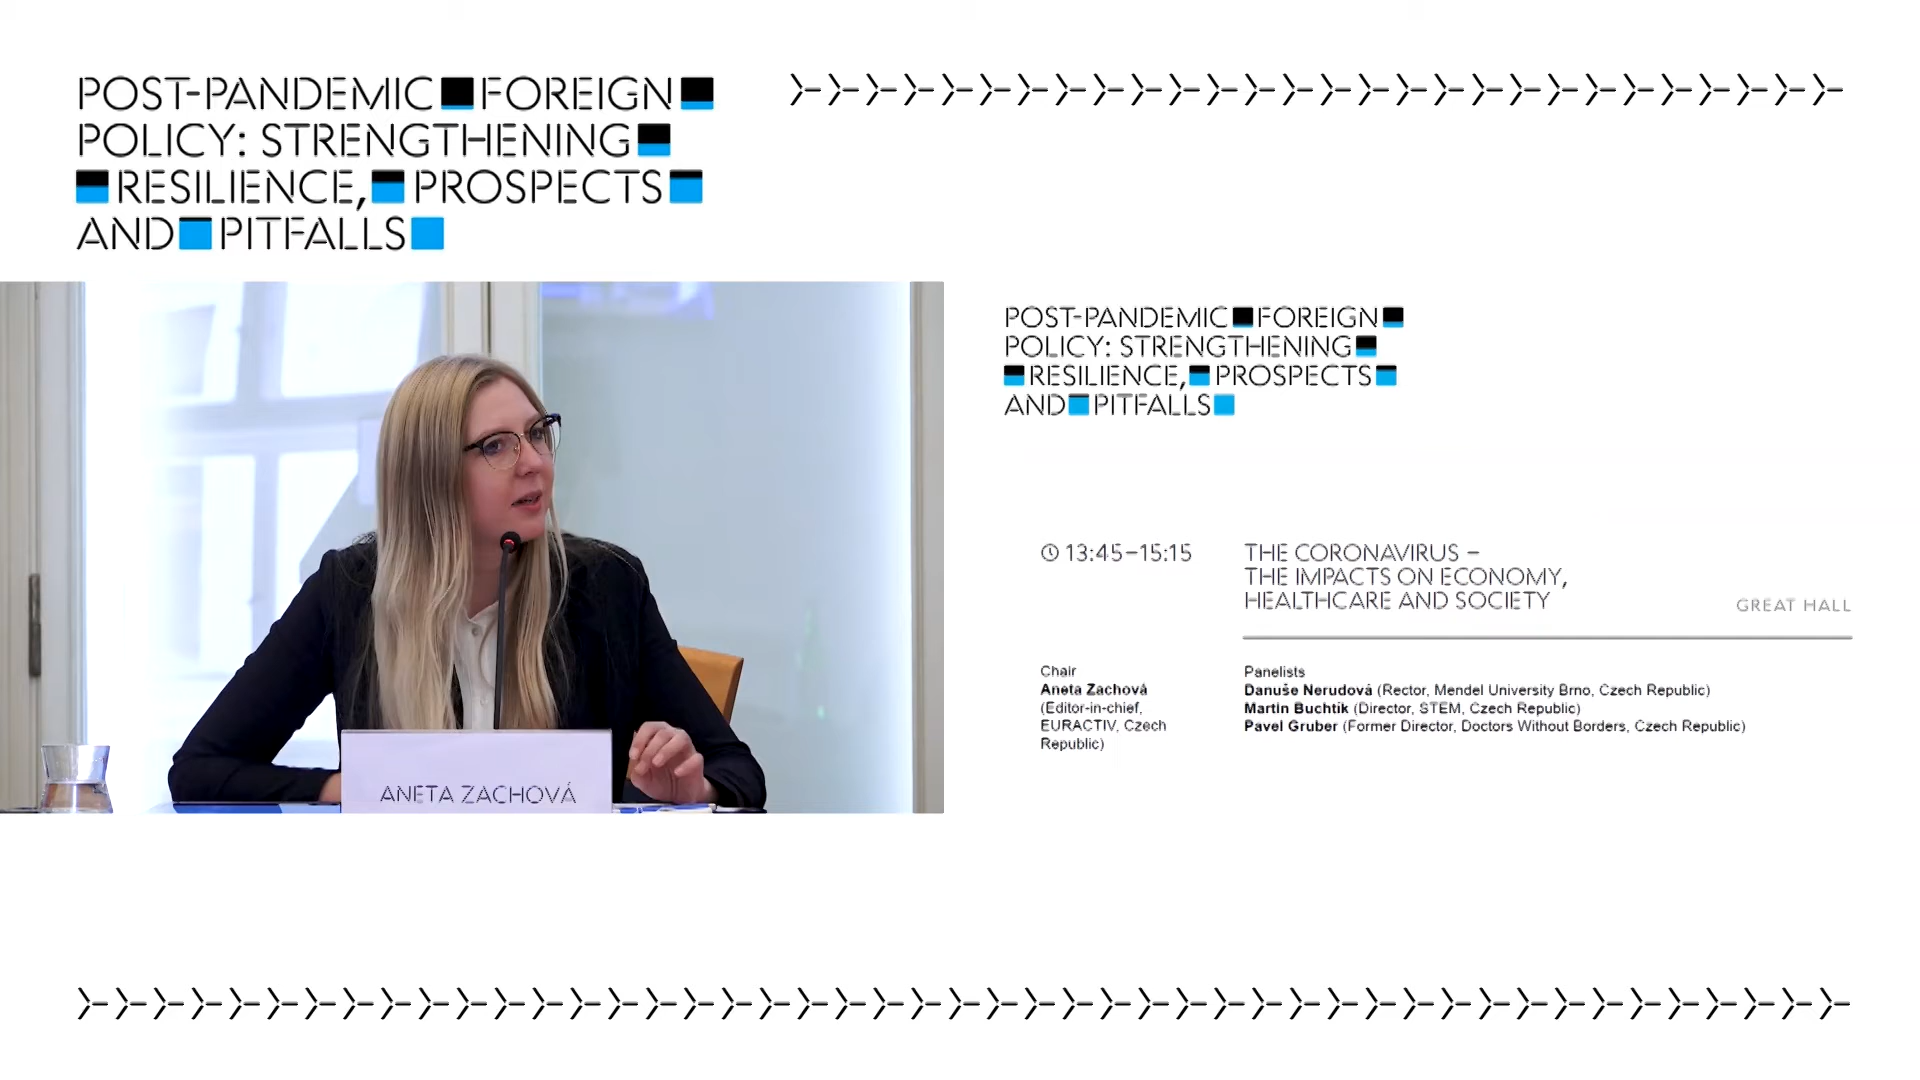 POST-PANDEMIC FOREIGN
POLICY: STRENGTHENING
RESILIENCE, PROSPECTS
AND PITFALLS
ANETA ZACHOVÁ
POST-PANDEMIC FOREIGN
POLICY: STRENGTHENING
RESILIENCE, PROSPECTS
AND PITFALLS
13:45–15:15
THE CORONAVIRUS –
THE IMPACTS ON ECONOMY,
HEALTHCARE AND SOCIETY
GREAT HALL
Chair
Aneta Zachová
(Editor-in-chief,
EURACTIV, Czech
Republic)
Panelists
Danuše Nerudová (Rector, Mendel University Brno, Czech Republic)
Martin Buchtík (Director, STEM, Czech Republic)
Pavel Gruber (Former Director, Doctors Without Borders, Czech Republic)